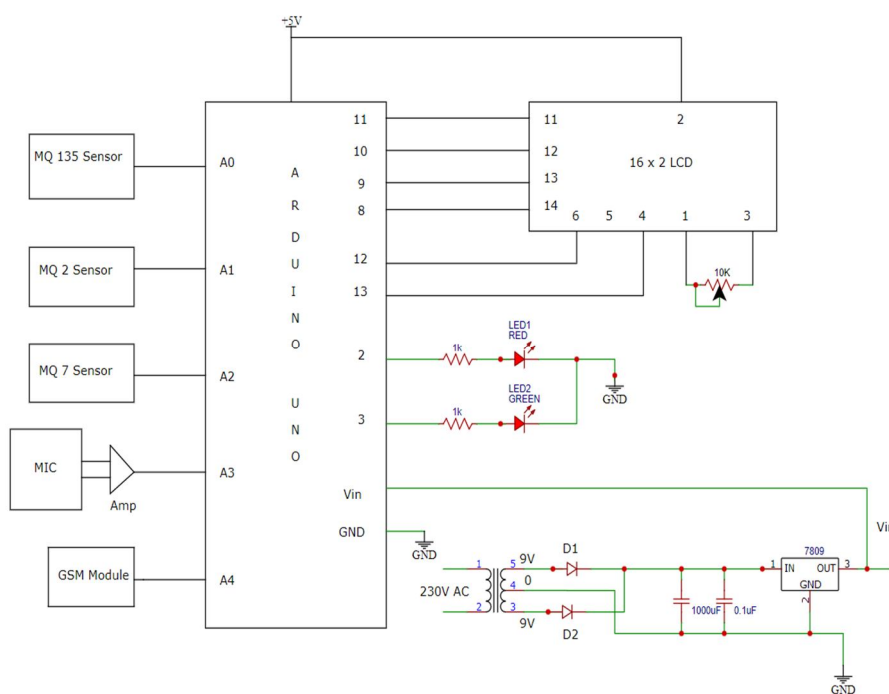 +5V
MQ 135 Sensor
MQ 2 Sensor
MQ 7 Sensor
MIC
Amp
GSM Module
A0
A1
A2
A3
A4
A
R
D
U
I
N
O
U
N
O
11
10
9
8
12
13
2
3
Vin
GND
11
12
13
14
2
16 x 2 LCD
6
5
4
1
3
10K
1k
LED1
RED
1k
LED2
GREEN
GND
GND
230V AC
1
2
5
4
3
9V
0
9V
D1
D2
1000uF
0.1uF
7809
1
IN
OUT
3
GND
2
Vin
GND